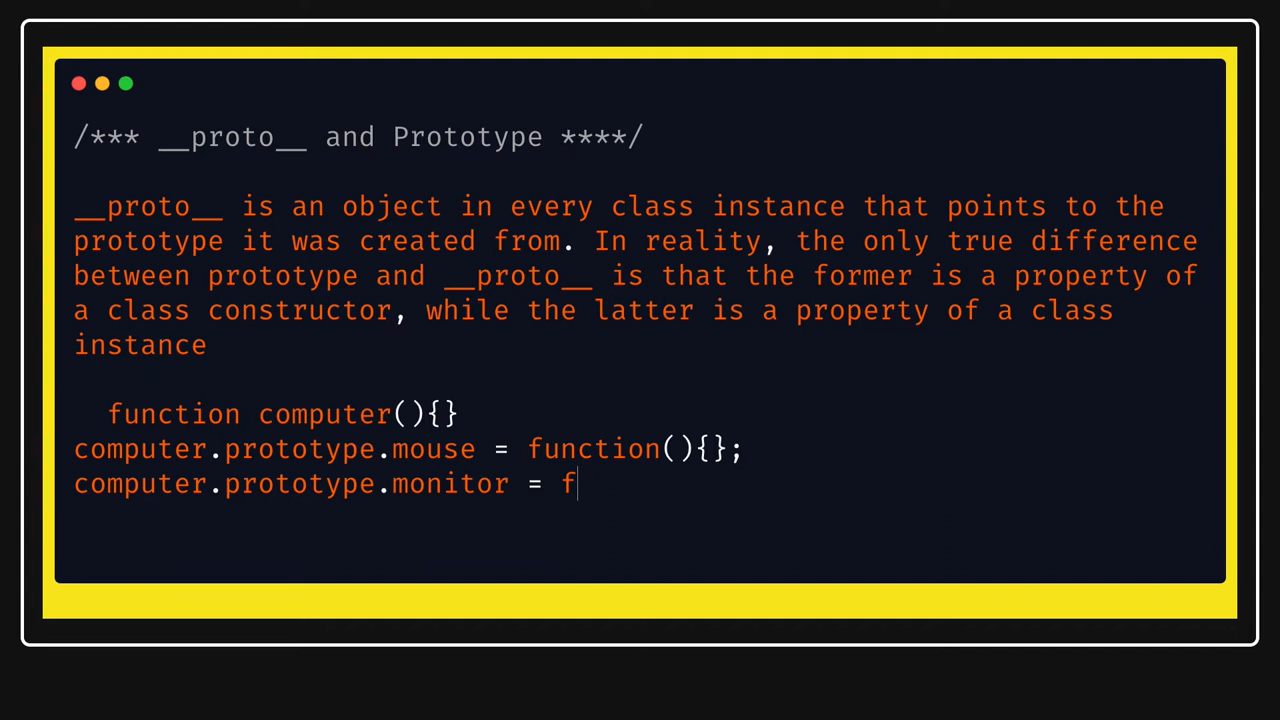 /*** __proto__ and Prototype ****/
__proto__ is an object in every class instance that points to the
prototype it was created from. In reality, the only true difference
between prototype and __proto__ is that the former is a property of
a class constructor, while the latter is a property of a class
instance
function computer(){}
computer.prototype.mouse = function(){};
computer.prototype.monitor = f